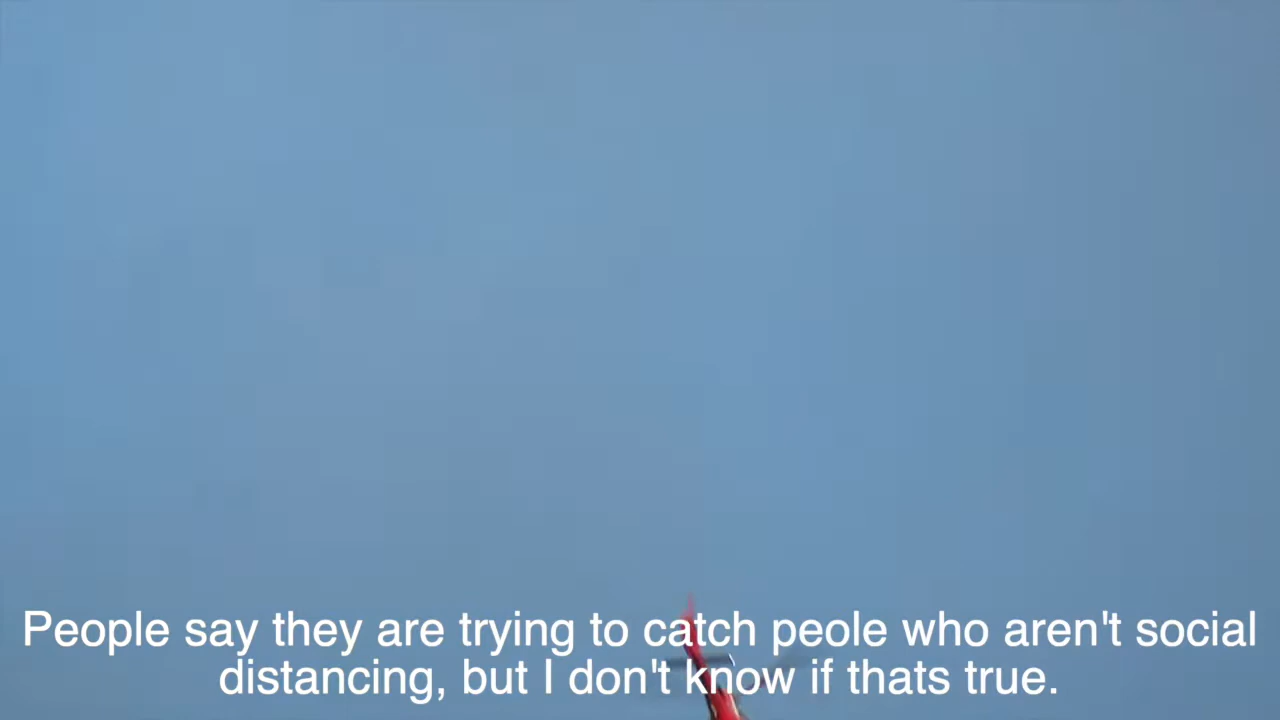 People say they are trying to catch peole who aren't social
distancing, but I don't know if thats true.